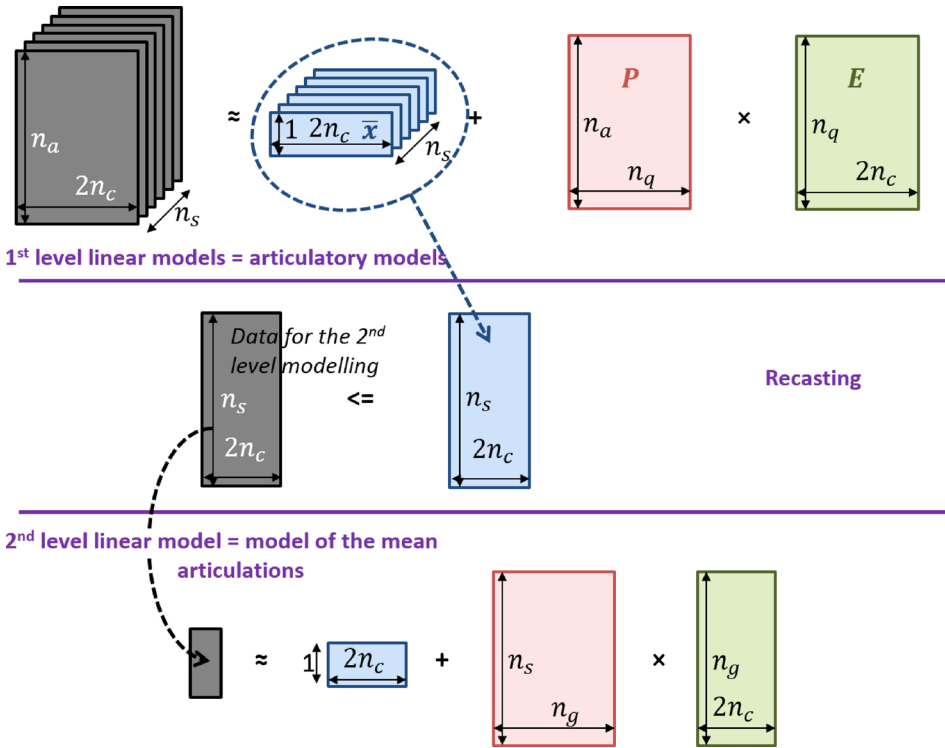 n_a 2n_c n_s ≈ 1 2n_c x̄ n_s + P n_a n_q × E n_q 2n_c
1st level linear models = articulatory models
Data for the 2nd
level modelling
n_s 2n_c <= n_s 2n_c
Recasting
2nd level linear model = model of the mean
articulations
≈ 1 2n_c + n_s n_g × n_g 2n_c